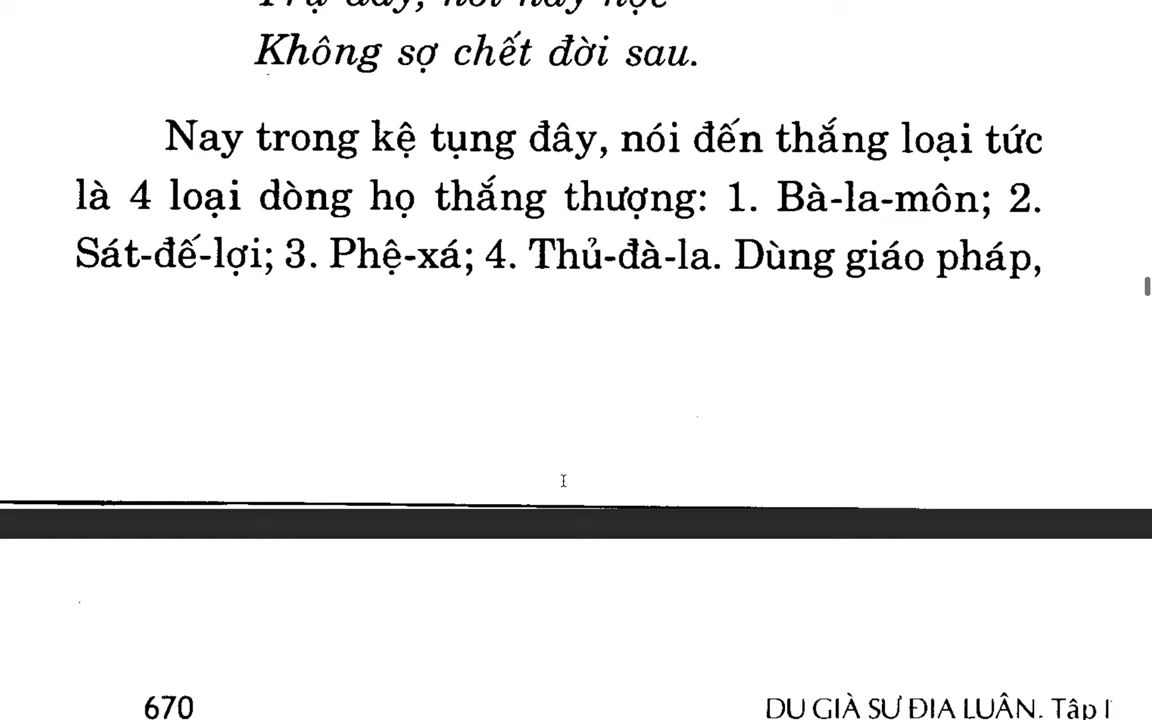 Không sợ chết đời sau.
Nay trong kệ tụng đây, nói đến thắng loại tức
là 4 loại dòng họ thắng thượng: 1. Bà-la-môn; 2.
Sát-đế-lợi; 3. Phệ-xá; 4. Thủ-đà-la. Dùng giáo pháp,
670
DU GIÀ SƯ ĐỊA LUẬN. Tập I